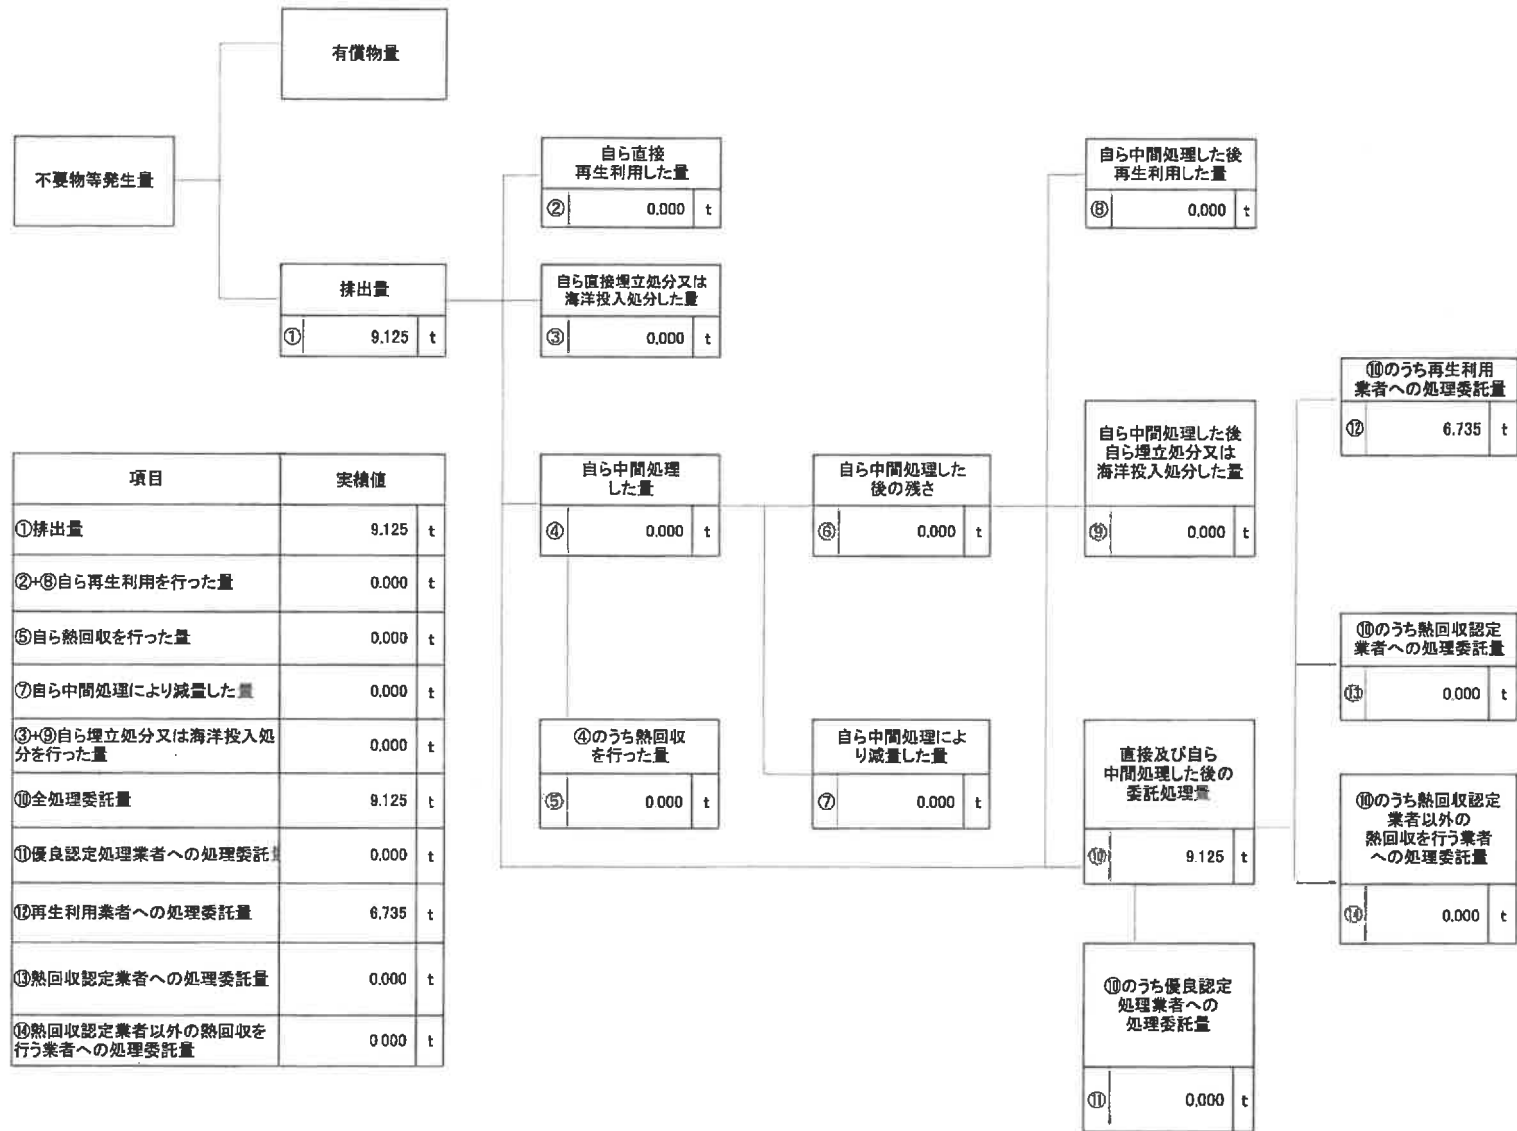 有償物量
不要物等発生量
排出量
① 9.125 t
自ら直接
再生利用した量
② 0.000 t
自ら直接埋立処分又は
海洋投入処分した量
③ 0.000 t
自ら中間処理
した量
④ 0.000 t
④のうち熱回収
を行った量
⑤ 0.000 t
自ら中間処理した
後の残さ
⑥ 0.000 t
自ら中間処理によ
り減量した量
⑦ 0.000 t
自ら中間処理した後
再生利用した量
⑧ 0.000 t
自ら中間処理した後
自ら埋立処分又は
海洋投入処分した量
⑨ 0.000 t
直接及び自ら
中間処理した後の
委託処理量
⑩ 9.125 t
⑩のうち優良認定
処理業者への
処理委託量
⑪ 0.000 t
⑩のうち再生利用
業者への処理委託量
⑫ 6.735 t
⑩のうち熱回収認定
業者への処理委託量
⑬ 0.000 t
⑩のうち熱回収認定
業者以外の
熱回収を行う業者
への処理委託量
⑭ 0.000 t
項目 実績値
①排出量 9.125 t
②+⑧自ら再生利用を行った量 0.000 t
⑤自ら熱回収を行った量 0.000 t
⑦自ら中間処理により減量した量 0.000 t
③+⑨自ら埋立処分又は海洋投入処
分を行った量 0.000 t
⑩全処理委託量 9.125 t
⑪優良認定処理業者への処理委託 0.000 t
⑫再生利用業者への処理委託量 6.735 t
⑬熱回収認定業者への処理委託量 0.000 t
⑭熱回収認定業者以外の熱回収を
行う業者への処理委託量 0.000 t